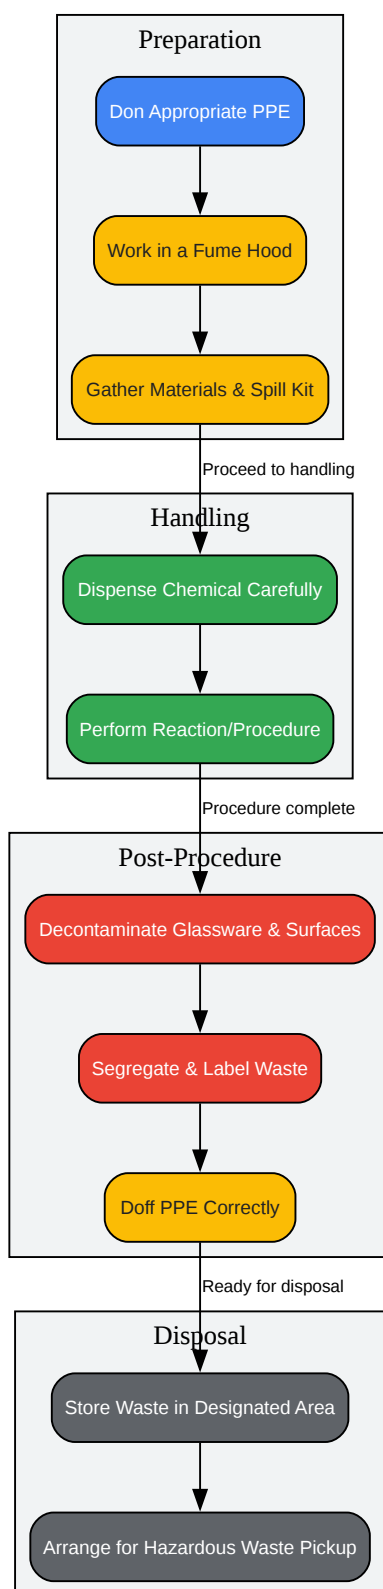 Preparation
Don Appropriate PPE
Work in a Fume Hood
Gather Materials & Spill Kit
Proceed to handling
Handling
Dispense Chemical Carefully
Perform Reaction/Procedure
Procedure complete
Post-Procedure
Decontaminate Glassware & Surfaces
Segregate & Label Waste
Doff PPE Correctly
Ready for disposal
Disposal
Store Waste in Designated Area
Arrange for Hazardous Waste Pickup